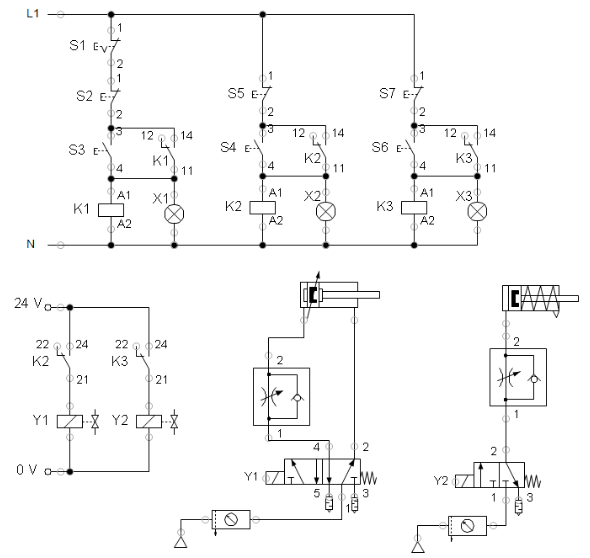 L1
1
S1
2
1 1 1
S2 S5 S7
2 2 2
3 12 14 3 12 14 3 12 14
S3 K1 S4 K2 S6 K3
4 11 4 11 4 11
A1 X1 A1 X2 A1 X3
K1 K2 K3
A2 A2 A2
N
24 V
22 24 22 24
K2 K3
21 21
Y1 Y2
0 V
2
1
4 2
Y1
5 1 3
2
1
2
Y2
1 3